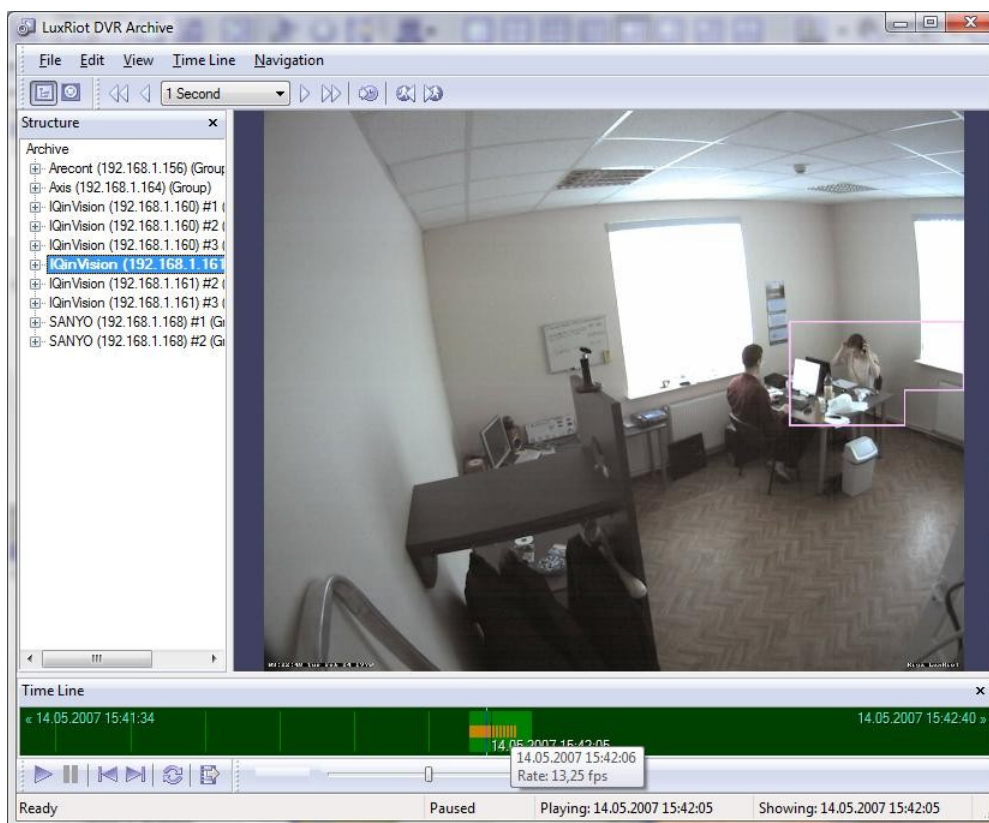 LuxRiot DVR Archive
File Edit View Time Line Navigation
1 Second
Structure x
Archive
Arecont (192.168.1.156) (Group
Axis (192.168.1.164) (Group)
IQinVision (192.168.1.160) #1 (
IQinVision (192.168.1.160) #2 (
IQinVision (192.168.1.160) #3 (
IQinVision (192.168.1.161
IQinVision (192.168.1.161) #2 (
IQinVision (192.168.1.161) #3 (
SANYO (192.168.1.168) #1 (Gr
SANYO (192.168.1.168) #2 (Gr
Time Line x
« 14.05.2007 15:41:34 14.05.2007 15:42:40 »
14.05.2007 15:42:05
14.05.2007 15:42:06
Rate: 13,25 fps
Ready Paused Playing: 14.05.2007 15:42:05 Showing: 14.05.2007 15:42:05